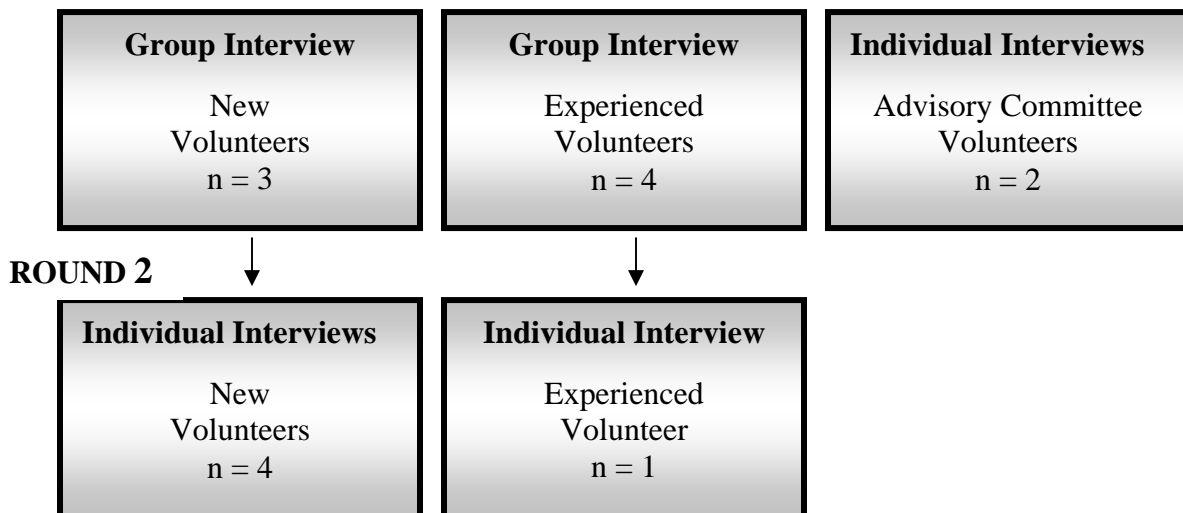 Group Interview
New
Volunteers
n = 3
Group Interview
Experienced
Volunteers
n = 4
Individual Interviews
Advisory Committee
Volunteers
n = 2
ROUND 2
Individual Interviews
New
Volunteers
n = 4
Individual Interview
Experienced
Volunteer
n = 1